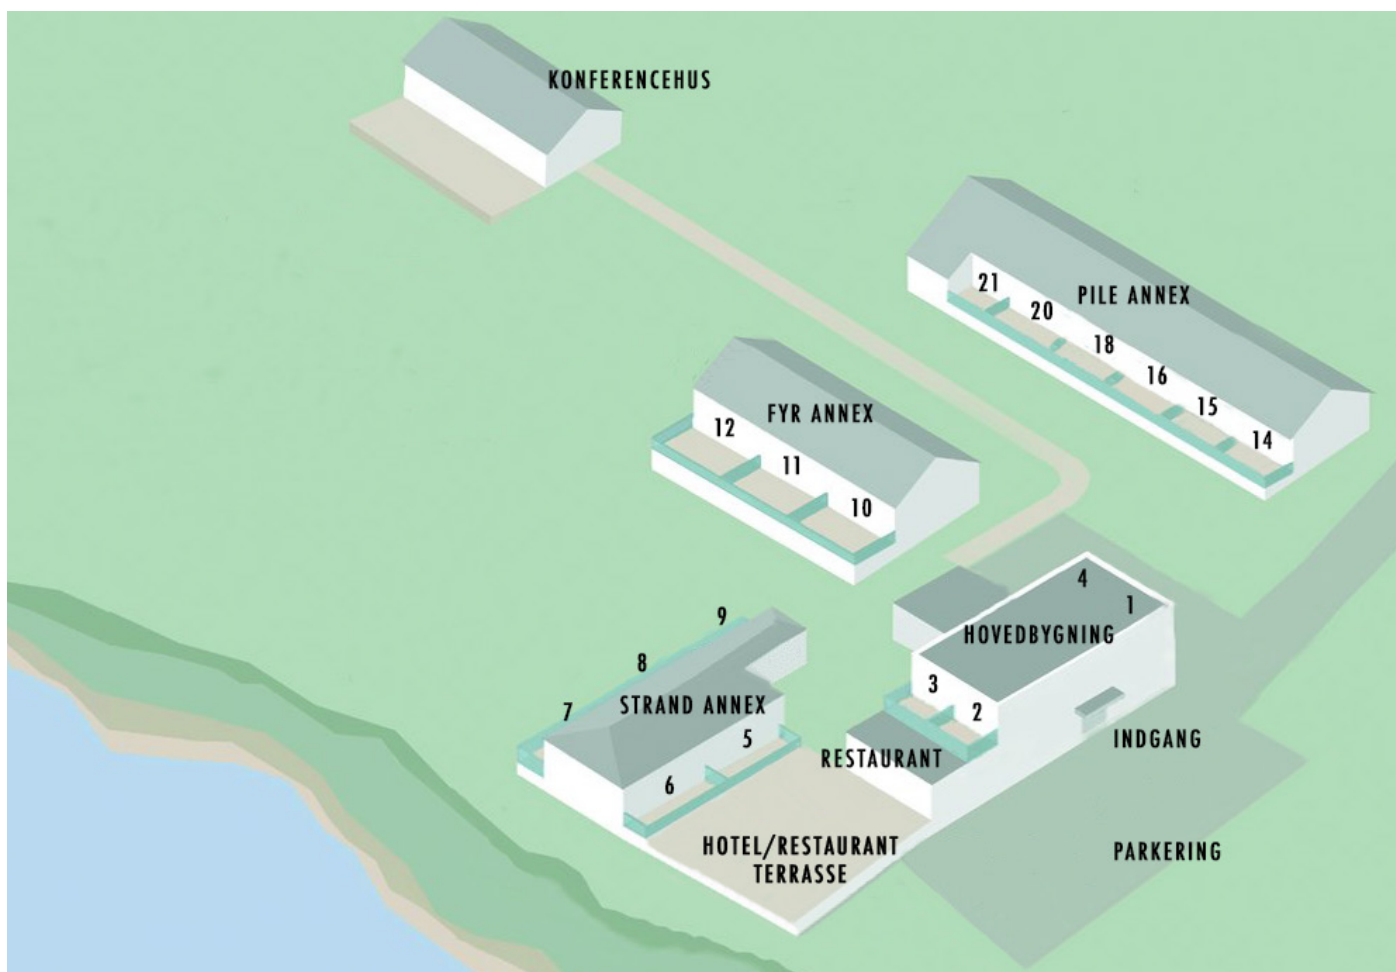 KONFERENCEHUS
PILE ANNEX
21
20
18
16
15
14
FYR ANNEX
12
11
10
4
1
HOVEDBYGNING
3
2
9
8
7
STRAND ANNEX
5
6
RESTAURANT
INDGANG
HOTEL/RESTAURANT
TERRASSE
PARKERING